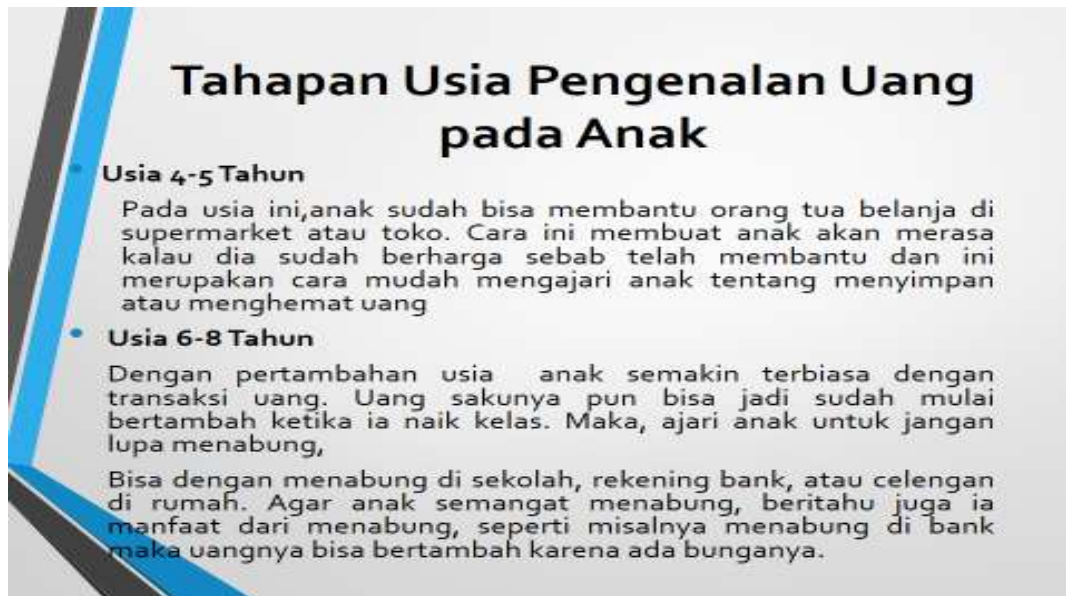 Tahapan Usia Pengenalan Uang
pada Anak
• Usia 4-5 Tahun
Pada usia ini,anak sudah bisa membantu orang tua belanja di
supermarket atau toko. Cara ini membuat anak akan merasa
kalau dia sudah berharga sebab telah membantu dan ini
merupakan cara mudah mengajari anak tentang menyimpan
atau menghemat uang
• Usia 6-8 Tahun
Dengan pertambahan usia anak semakin terbiasa dengan
transaksi uang. Uang sakunya pun bisa jadi sudah mulai
bertambah ketika ia naik kelas. Maka, ajari anak untuk jangan
lupa menabung,
Bisa dengan menabung di sekolah, rekening bank, atau celengan
di rumah. Agar anak semangat menabung, beritahu juga ia
manfaat dari menabung, seperti misalnya menabung di bank
maka uangnya bisa bertambah karena ada bunganya.